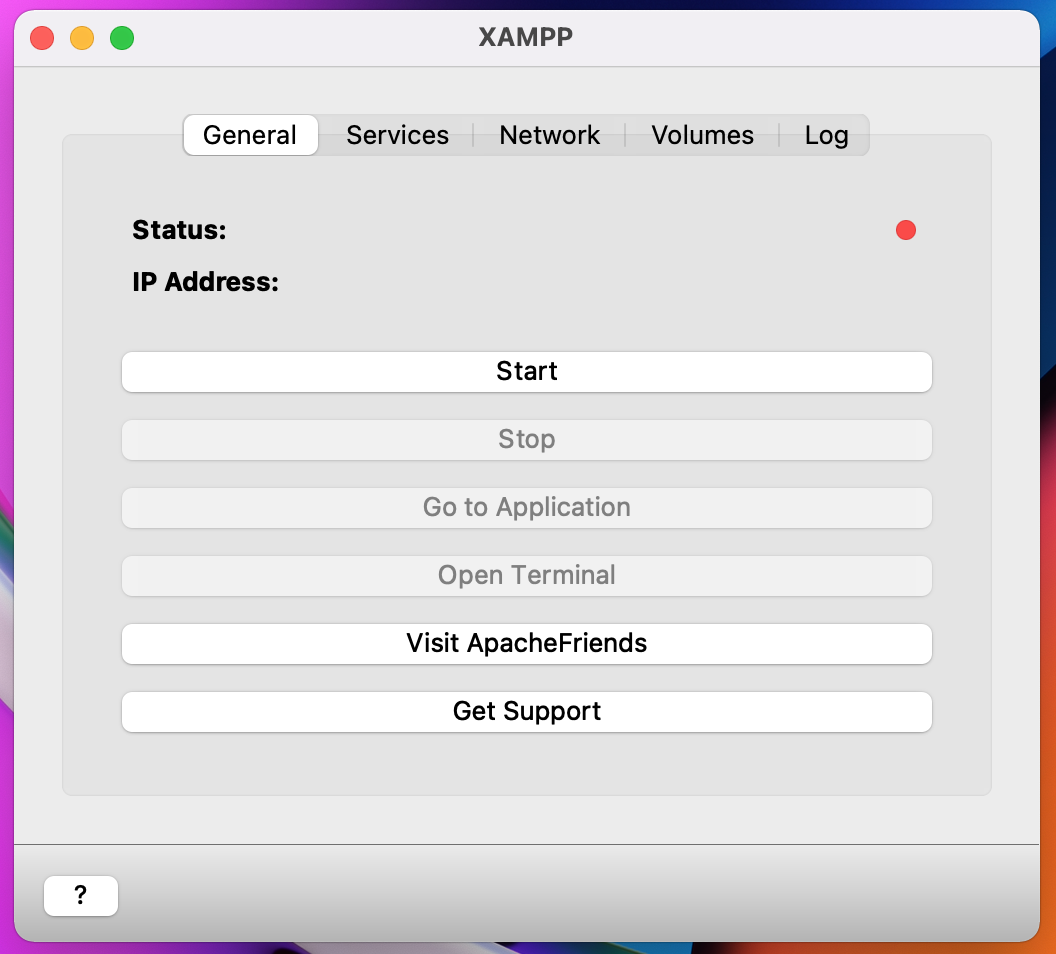 XAMPP
General Services Network Volumes Log
Status:
IP Address:
Start
Stop
Go to Application
Open Terminal
Visit ApacheFriends
Get Support
?